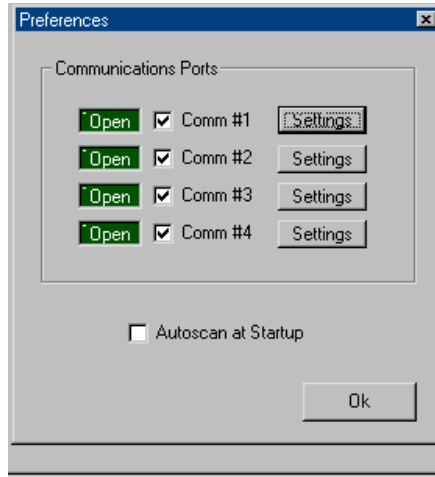 Preferences
Communications Ports
Open Comm #1 Settings
Open Comm #2 Settings
Open Comm #3 Settings
Open Comm #4 Settings
Autoscan at Startup
Ok